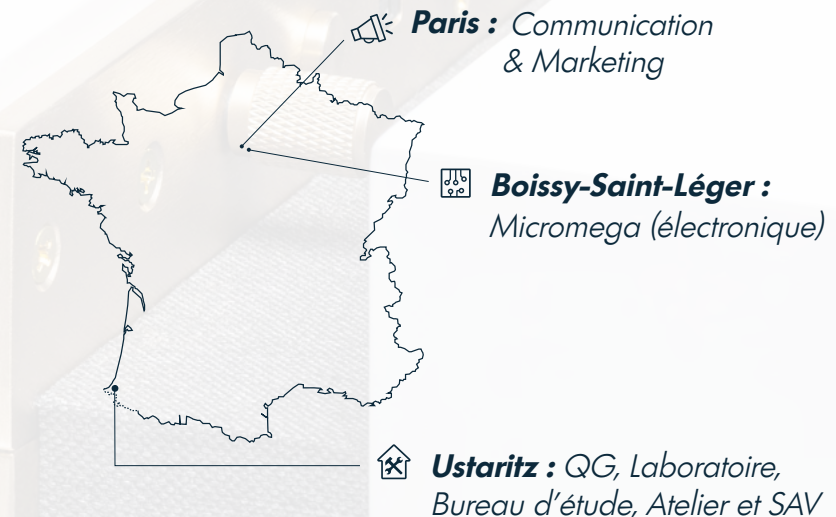 Paris : Communication
& Marketing
Boissy-Saint-Léger :
Micromega (électronique)
Ustaritz : QG, Laboratoire,
Bureau d’étude, Atelier et SAV